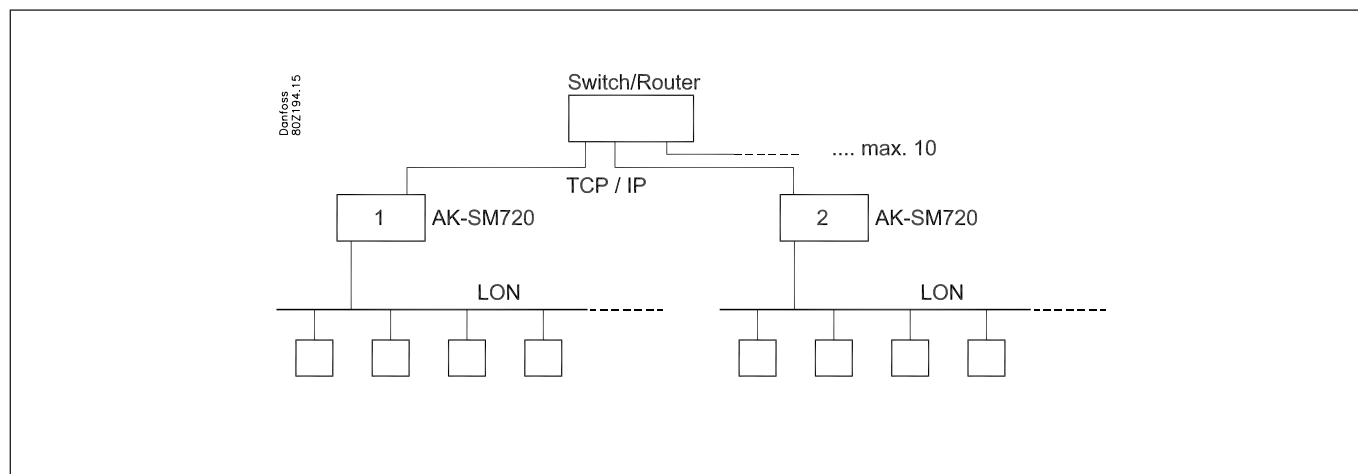 Danfoss
80Z194.15
Switch/Router
.... max. 10
TCP / IP
1
AK-SM720
2
AK-SM720
LON
LON